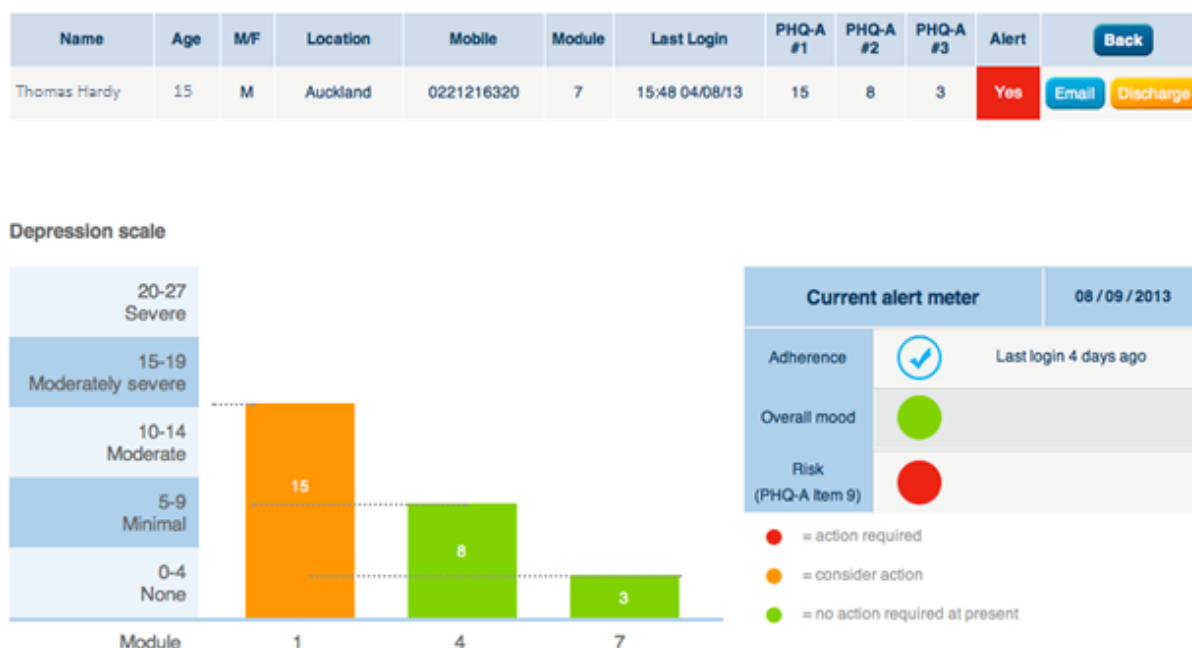 Name Age M/F Location Mobile Module Last Login PHQ-A #1 PHQ-A #2 PHQ-A #3 Alert Back
Thomas Hardy 15 M Auckland 0221216320 7 15:48 04/08/13 15 8 3 Yes Email Discharge
Depression scale
20-27
Severe
15-19
Moderately severe
10-14
Moderate
5-9
Minimal
0-4
None
15
8
3
Module 1 4 7
Current alert meter 08/09/2013
Adherence Last login 4 days ago
Overall mood
Risk
(PHQ-A Item 9)
= action required
= consider action
= no action required at present